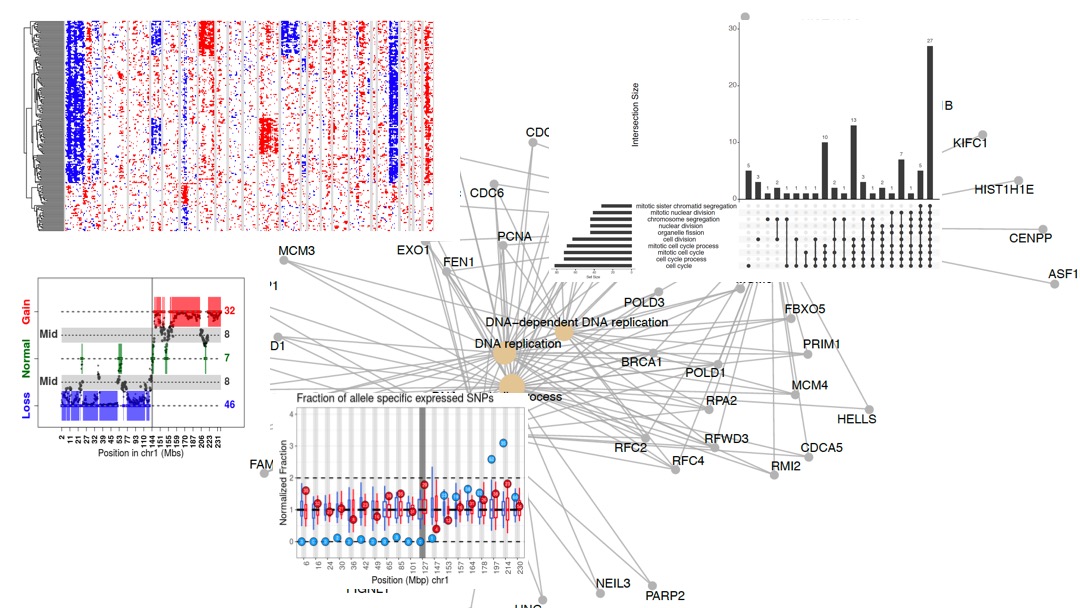 CDC
CDC6
PCNA
EXO1
FEN1
MCM3
P1
D1
FAM
Intersection Size
30
20
10
0
5
3
1
2
1
1
1
1
10
2
1
13
3
1
2
1
7
1
5
27
mitotic sister chromatid segregation
mitotic nuclear division
chromosome segregation
nuclear division
organelle fission
cell division
mitotic cell cycle process
mitotic cell cycle
cell cycle process
cell cycle
Set Size
B
KIFC1
HIST1H1E
CENPP
ASF1
POLD3
FBXO5
DNA-dependent DNA replication
DNA replication
PRIM1
BRCA1
POLD1
MCM4
RPA2
HELLS
process
RFC2
RFWD3
CDCA5
RFC4
RMI2
NEIL3
PARP2
Gain
Normal
Loss
Mid
Mid
32
8
7
8
46
2 11 21 27 32 39 45 53 77 93 110 144 151 155 159 170 187 206 223 231
Position in chr1 (Mbs)
Fraction of allele specific expressed SNPs
Normalized Fraction
4
3
2
1
0
6 16 24 30 36 42 49 65 85 101 127 147 153 157 164 178 197 214 230
Position (Mbp) chr1